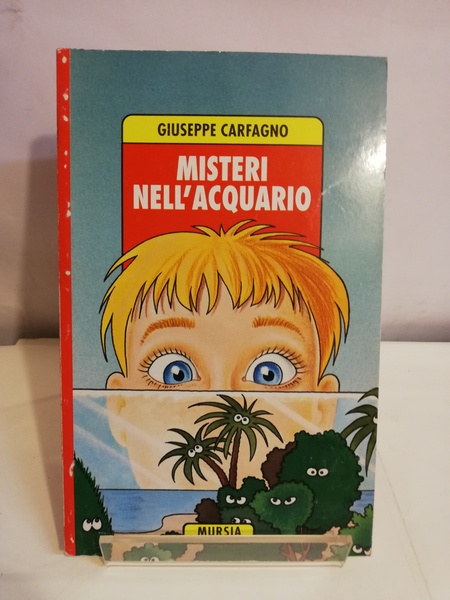 GIUSEPPE CARFAGNO
MISTERI
NELL'ACQUARIO
MURSIA